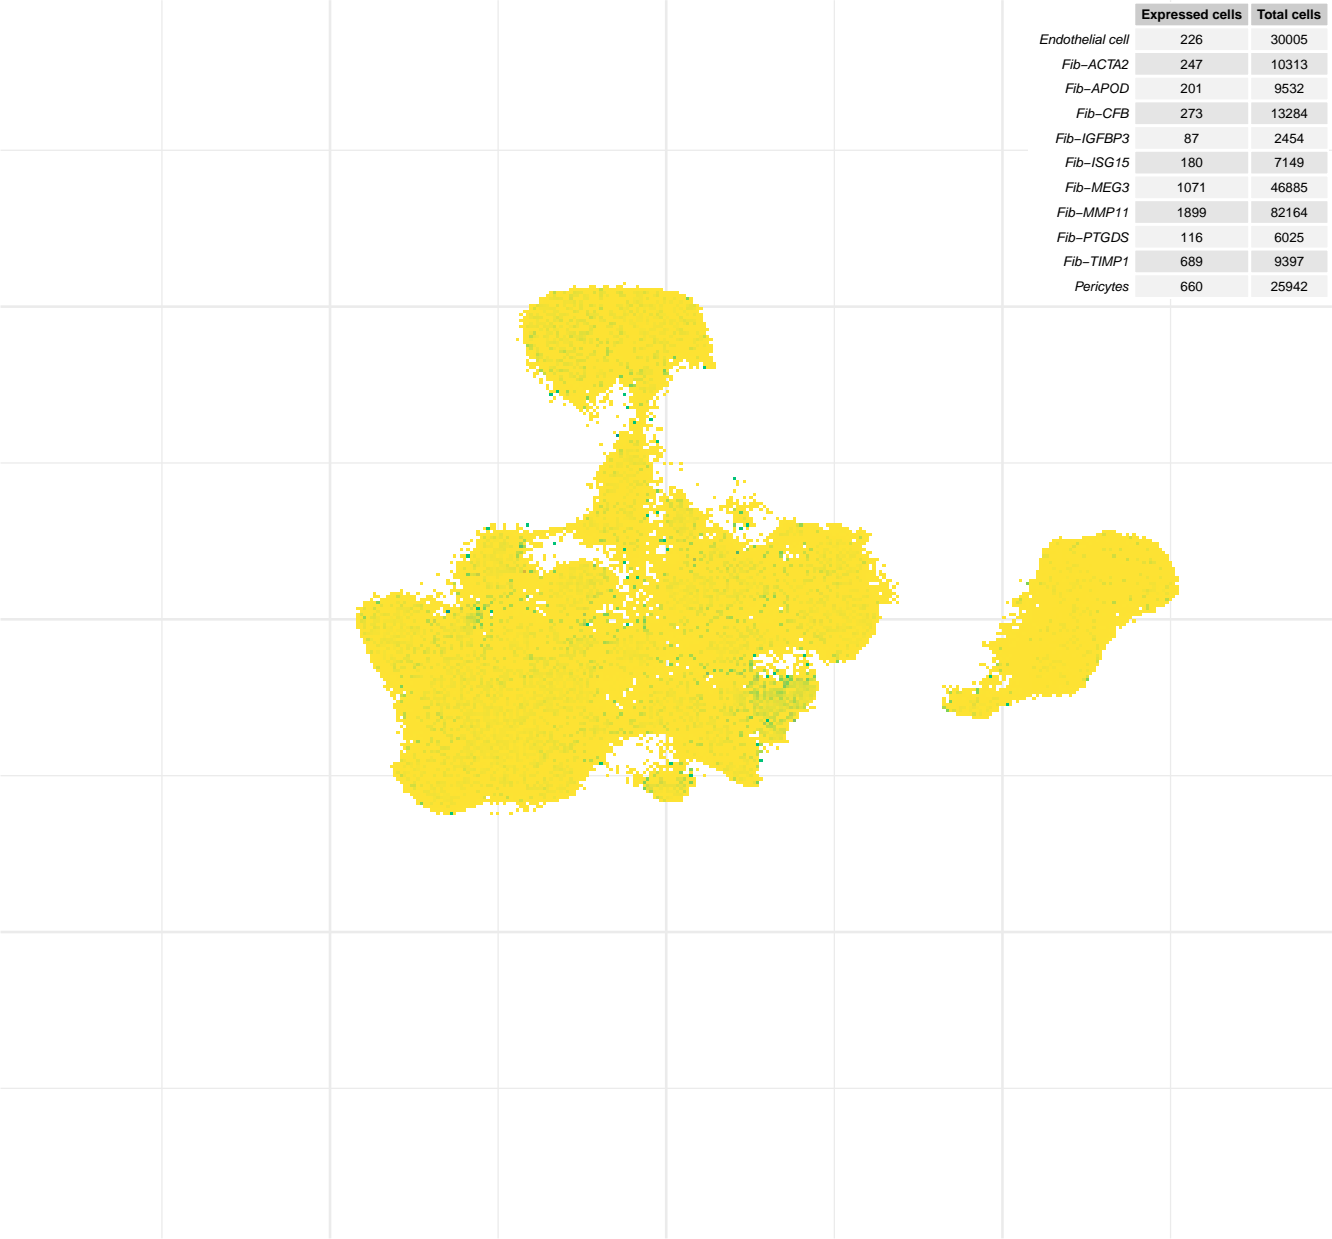 Expressed cells Total cells
Endothelial cell 226 30005
Fib−ACTA2 247 10313
Fib−APOD 201 9532
Fib−CFB 273 13284
Fib−IGFBP3 87 2454
Fib−ISG15 180 7149
Fib−MEG3 1071 46885
Fib−MMP11 1899 82164
Fib−PTGDS 116 6025
Fib−TIMP1 689 9397
Pericytes 660 25942